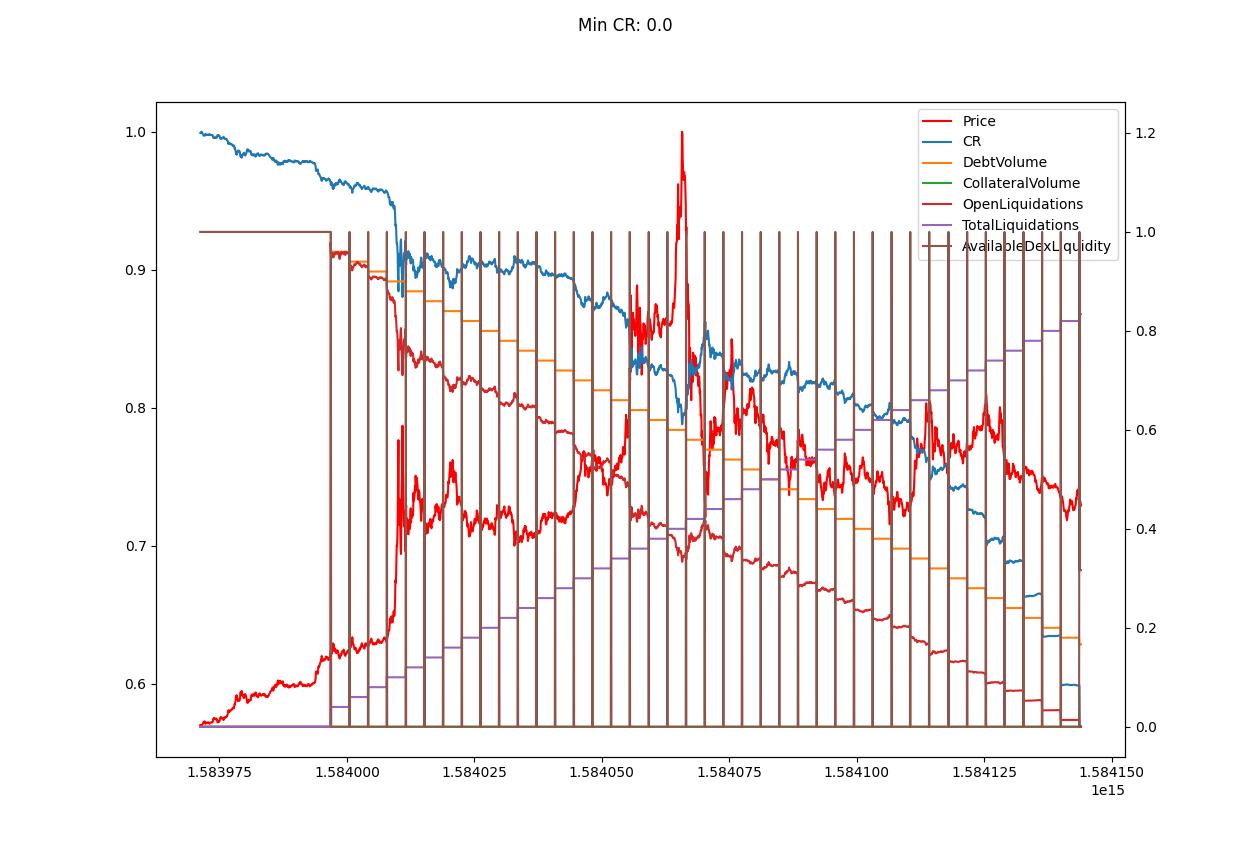 Min CR: 0.0
1.0
0.9
0.8
0.7
0.6
1.2
1.0
0.8
0.6
0.4
0.2
0.0
Price
CR
DebtVolume
CollateralVolume
OpenLiquidations
TotalLiquidations
AvailableDexLiquidity
1.583975 1.584000 1.584025 1.584050 1.584075 1.584100 1.584125 1.584150
1e15